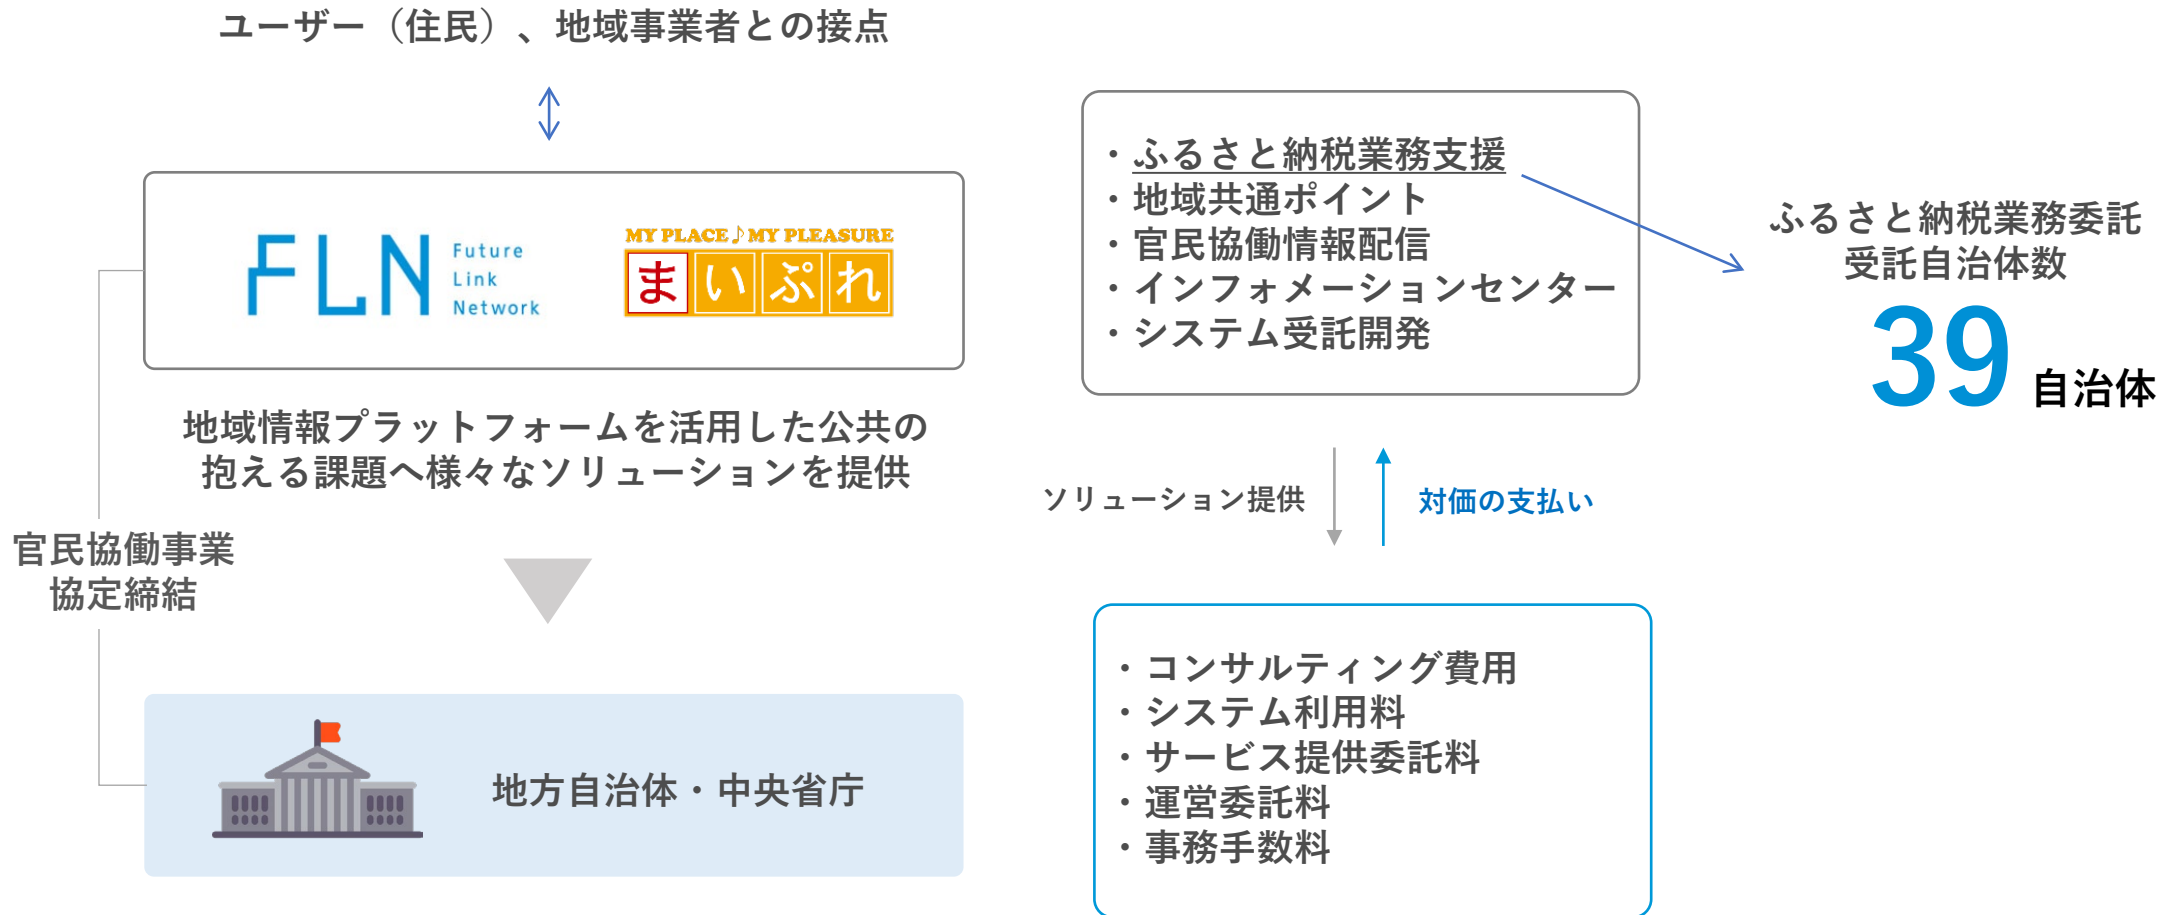 ユーザー（住民）、地域事業者との接点
FLN
Future
Link
Network
MY PLACE♪MY PLEASURE
まいぷれ
地域情報プラットフォームを活用した公共の
抱える課題へ様々なソリューションを提供
官民協働事業
協定締結
地方自治体・中央省庁
・ふるさと納税業務支援
・地域共通ポイント
・官民協働情報配信
・インフォメーションセンター
・システム受託開発
ふるさと納税業務委託
受託自治体数
39 自治体
ソリューション提供
対価の支払い
・コンサルティング費用
・システム利用料
・サービス提供委託料
・運営委託料
・事務手数料